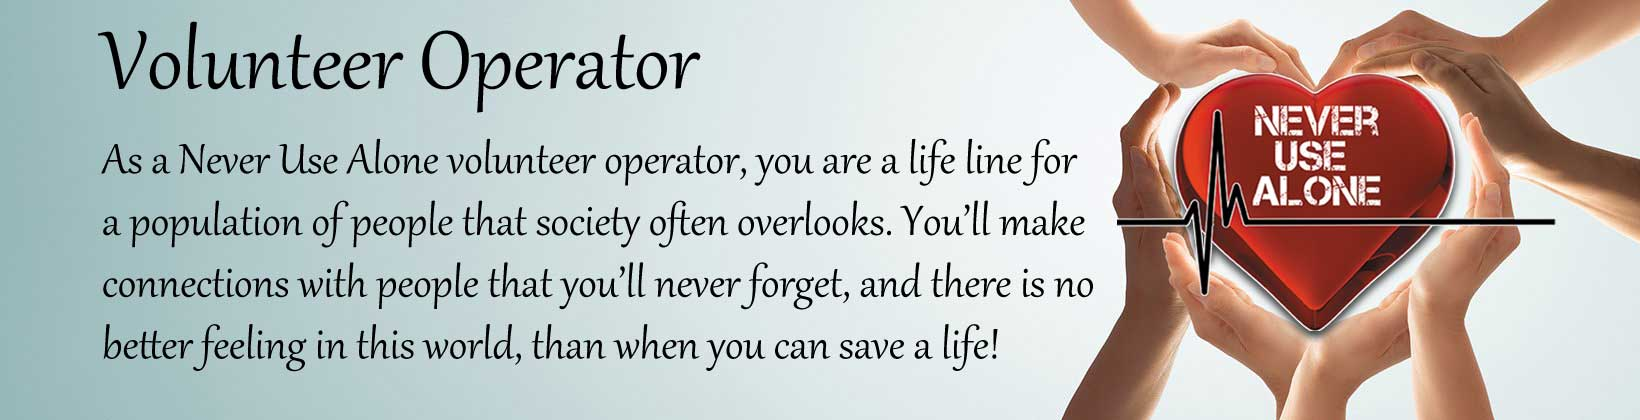 Volunteer Operator
As a Never Use Alone volunteer operator, you are a life line for
a population of people that society often overlooks. You'll make
connections with people that you'll never forget, and there is no
better feeling in this world, than when you can save a life!
NEVER
USE
ALONE